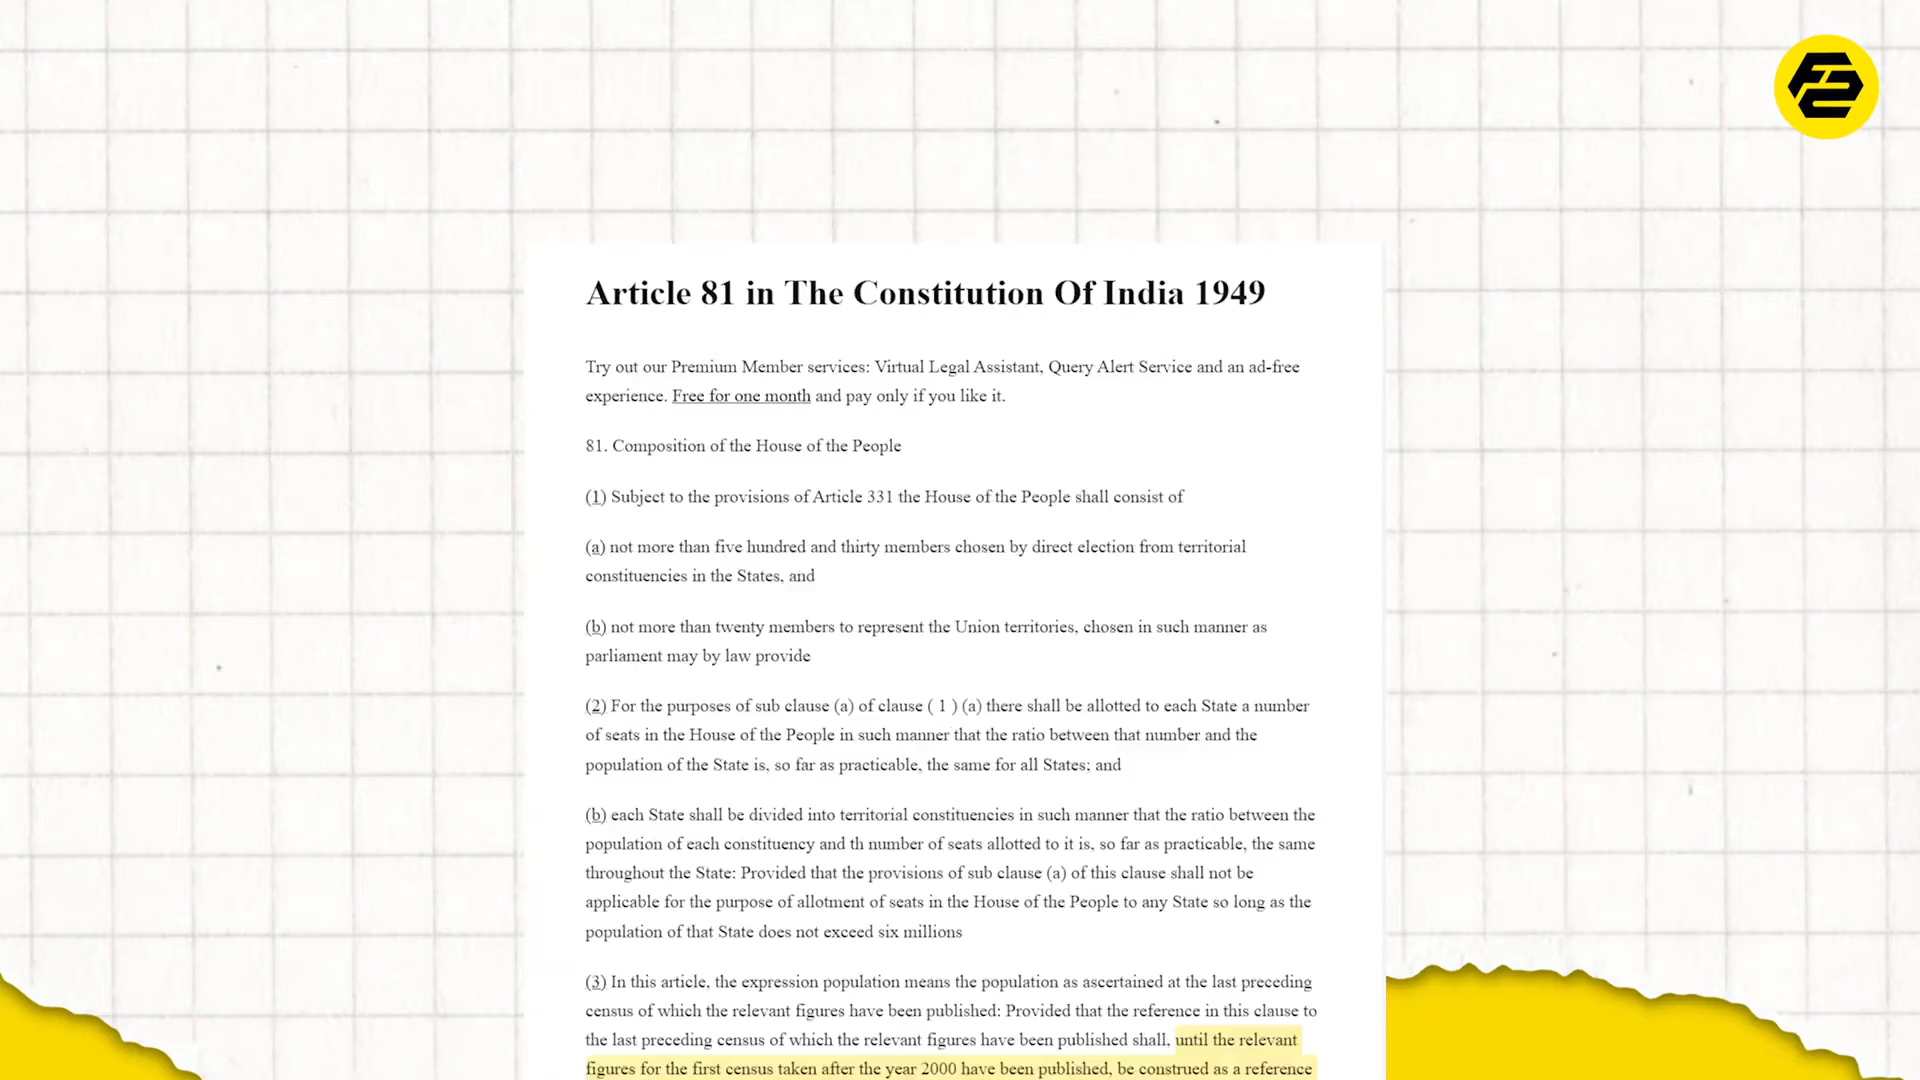 Article 81 in The Constitution Of India 1949
Try out our Premium Member services: Virtual Legal Assistant, Query Alert Service and an ad-free
experience. Free for one month and pay only if you like it.
81. Composition of the House of the People
(1) Subject to the provisions of Article 331 the House of the People shall consist of
(a) not more than five hundred and thirty members chosen by direct election from territorial
constituencies in the States, and
(b) not more than twenty members to represent the Union territories, chosen in such manner as
parliament may by law provide
(2) For the purposes of sub clause (a) of clause ( 1 ) (a) there shall be allotted to each State a number
of seats in the House of the People in such manner that the ratio between that number and the
population of the State is, so far as practicable, the same for all States; and
(b) each State shall be divided into territorial constituencies in such manner that the ratio between the
population of each constituency and th number of seats allotted to it is, so far as practicable, the same
throughout the State: Provided that the provisions of sub clause (a) of this clause shall not be
applicable for the purpose of allotment of seats in the House of the People to any State so long as the
population of that State does not exceed six millions
(3) In this article, the expression population means the population as ascertained at the last preceding
census of which the relevant figures have been published: Provided that the reference in this clause to
the last preceding census of which the relevant figures have been published shall, until the relevant
figures for the first census taken after the year 2000 have been published, be construed as a reference